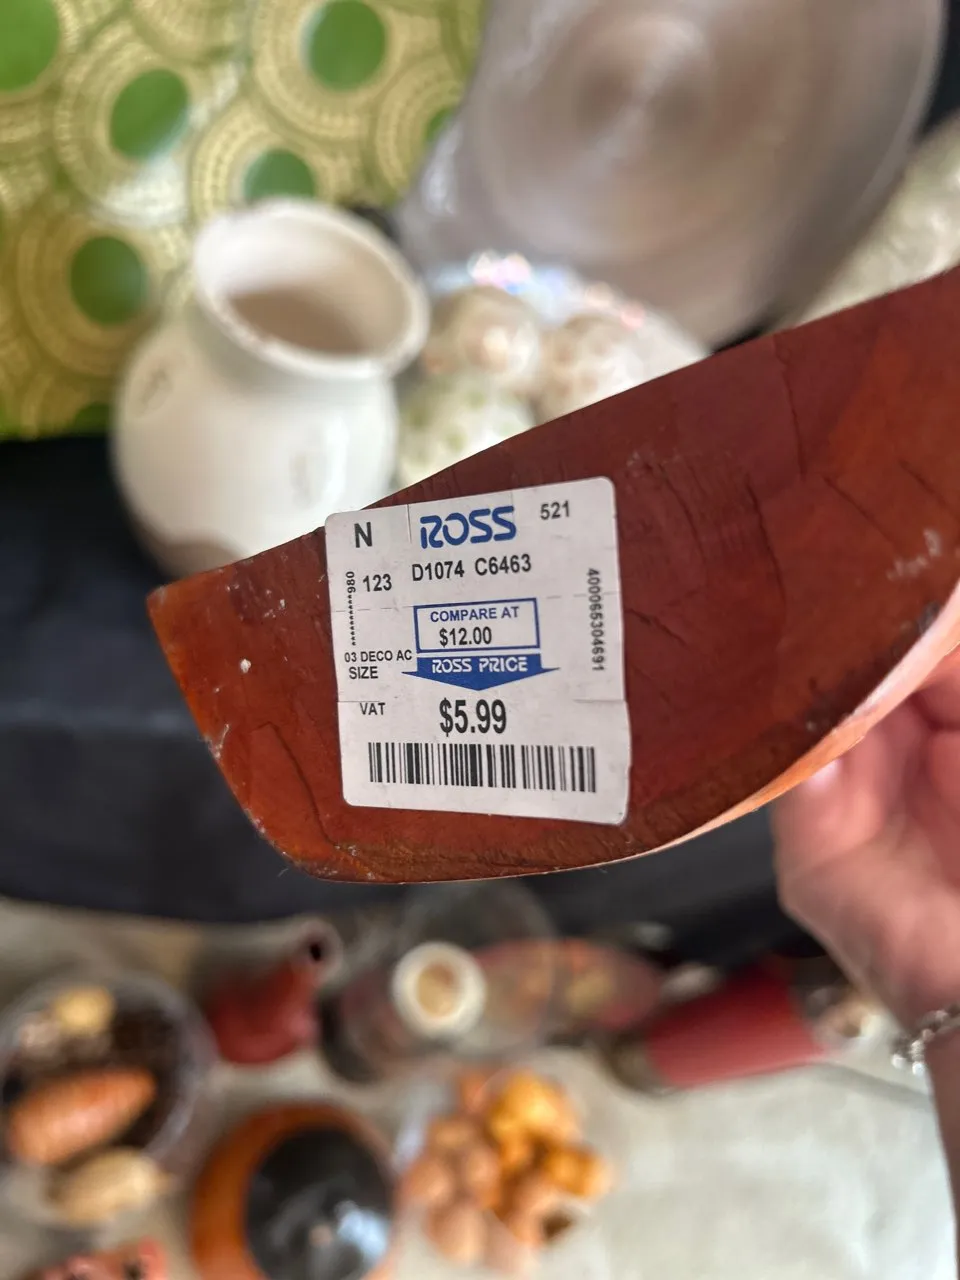 N ROSS 521
123 D1074 C6463
*********980
COMPARE AT
$12.00
03 DECO AC
SIZE
ROSS PRICE
VAT
$5.99
400065304691